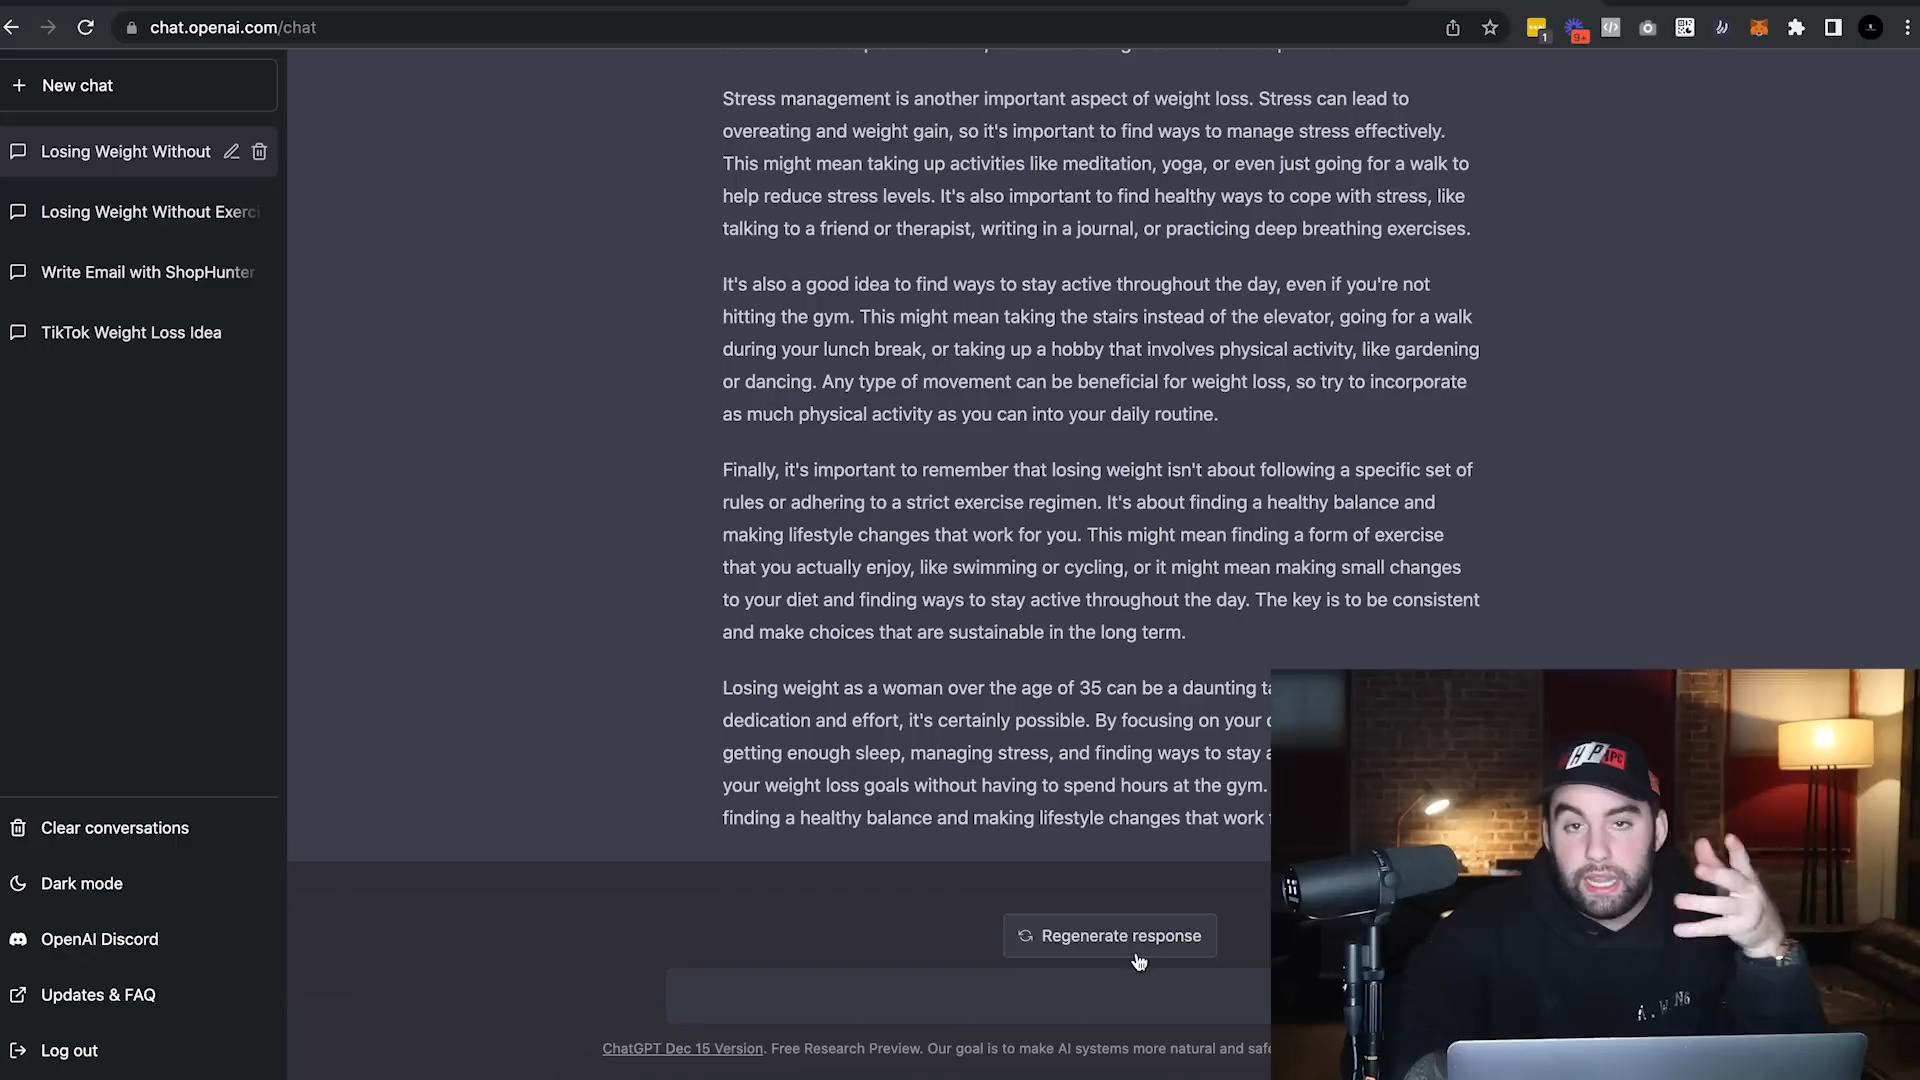 chat.openai.com/chat
1
9+
New chat
Losing Weight Without
Losing Weight Without Exerci
Write Email with ShopHunter
TikTok Weight Loss Idea
Clear conversations
Dark mode
OpenAI Discord
Updates & FAQ
Log out
Stress management is another important aspect of weight loss. Stress can lead to
overeating and weight gain, so it's important to find ways to manage stress effectively.
This might mean taking up activities like meditation, yoga, or even just going for a walk to
help reduce stress levels. It's also important to find healthy ways to cope with stress, like
talking to a friend or therapist, writing in a journal, or practicing deep breathing exercises.
It's also a good idea to find ways to stay active throughout the day, even if you're not
hitting the gym. This might mean taking the stairs instead of the elevator, going for a walk
during your lunch break, or taking up a hobby that involves physical activity, like gardening
or dancing. Any type of movement can be beneficial for weight loss, so try to incorporate
as much physical activity as you can into your daily routine.
Finally, it's important to remember that losing weight isn't about following a specific set of
rules or adhering to a strict exercise regimen. It's about finding a healthy balance and
making lifestyle changes that work for you. This might mean finding a form of exercise
that you actually enjoy, like swimming or cycling, or it might mean making small changes
to your diet and finding ways to stay active throughout the day. The key is to be consistent
and make choices that are sustainable in the long term.
Losing weight as a woman over the age of 35 can be a daunting
dedication and effort, it's certainly possible. By focusing on your
getting enough sleep, managing stress, and finding ways to stay
your weight loss goals without having to spend hours at the gym.
finding a healthy balance and making lifestyle changes that work
Regenerate response
ChatGPT Dec 15 Version. Free Research Preview. Our goal is to make AI systems more natural and safe